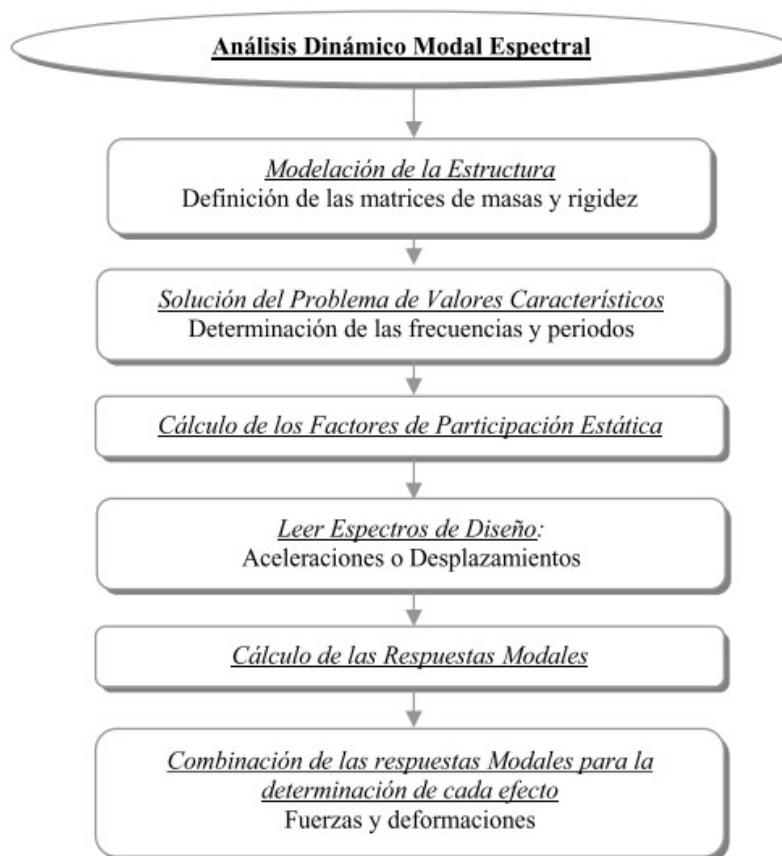 Análisis Dinámico Modal Espectral
Modelación de la Estructura
Definición de las matrices de masas y rigidez
Solución del Problema de Valores Característicos
Determinación de las frecuencias y periodos
Cálculo de los Factores de Participación Estática
Leer Espectros de Diseño:
Aceleraciones o Desplazamientos
Cálculo de las Respuestas Modales
Combinación de las respuestas Modales para la
determinación de cada efecto
Fuerzas y deformaciones